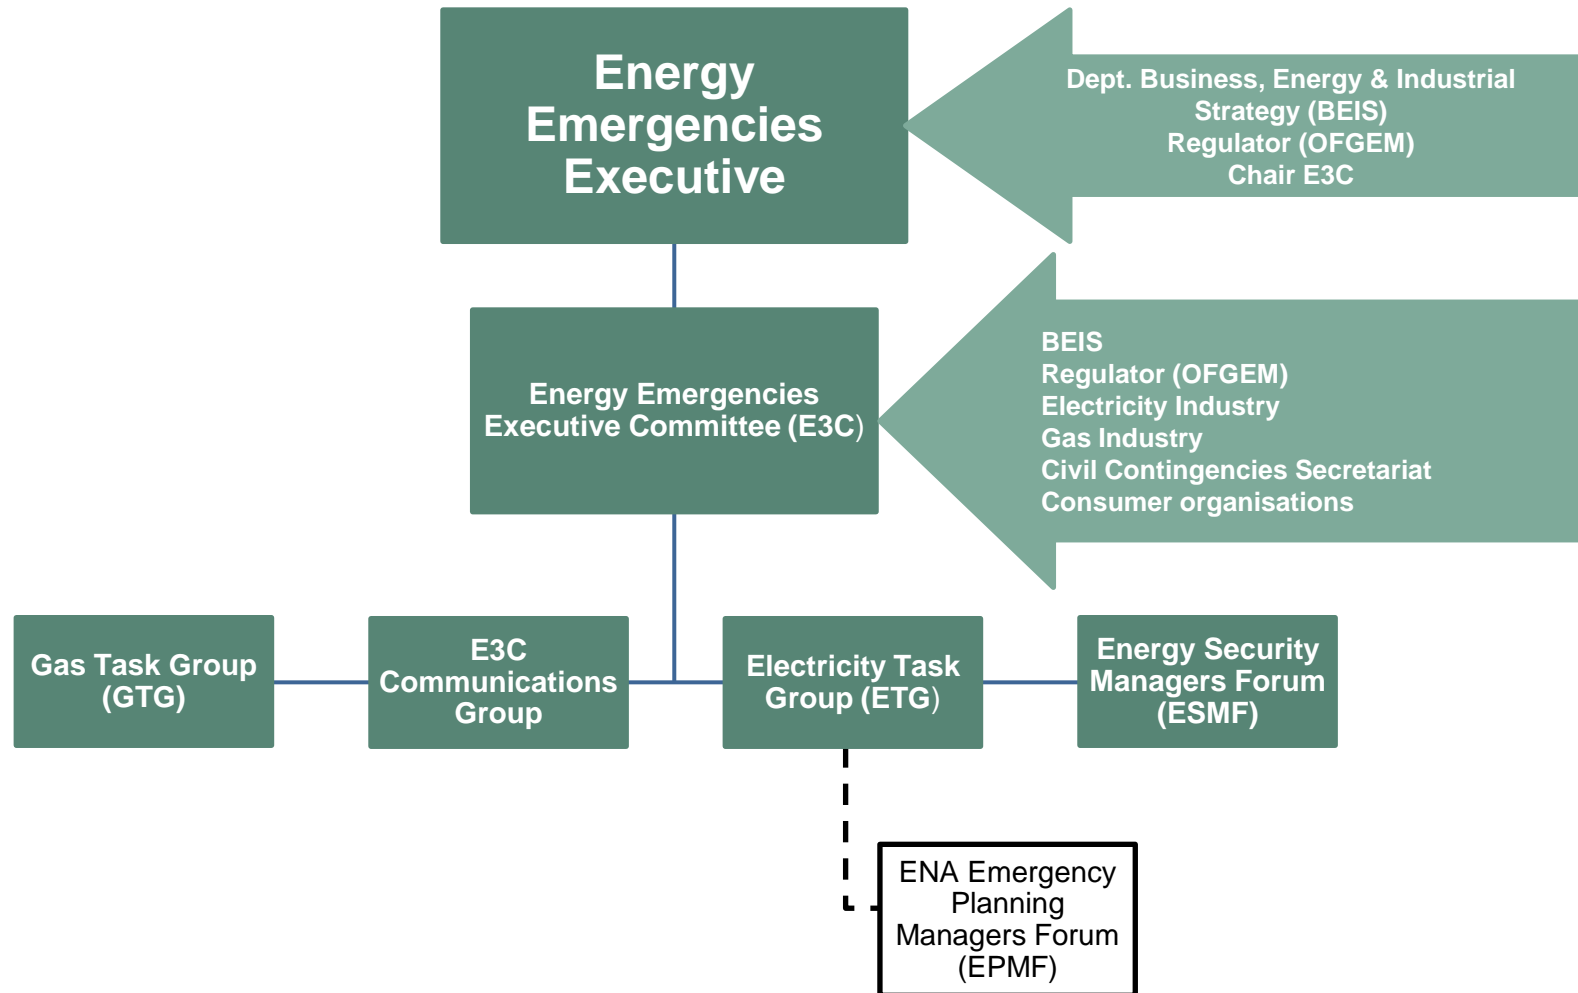 Energy
Emergencies
Executive
Dept. Business, Energy & Industrial
Strategy (BEIS)
Regulator (OFGEM)
Chair E3C
Energy Emergencies
Executive Committee (E3C)
BEIS
Regulator (OFGEM)
Electricity Industry
Gas Industry
Civil Contingencies Secretariat
Consumer organisations
Gas Task Group
(GTG)
E3C
Communications
Group
Electricity Task
Group (ETG)
Energy Security
Managers Forum
(ESMF)
ENA Emergency
Planning
Managers Forum
(EPMF)